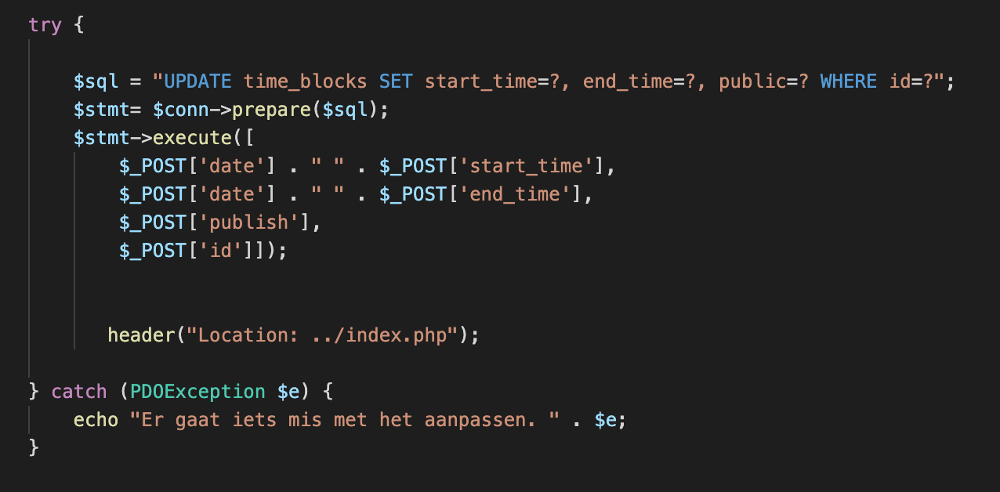 try {
$sql = "UPDATE time_blocks SET start_time=?, end_time=?, public=? WHERE id=?";
$stmt= $conn->prepare($sql);
$stmt->execute([
$_POST['date'] . " " . $_POST['start_time'],
$_POST['date'] . " " . $_POST['end_time'],
$_POST['publish'],
$_POST['id']]);
header("Location: ../index.php");
} catch (PDOException $e) {
echo "Er gaat iets mis met het aanpassen. " . $e;
}